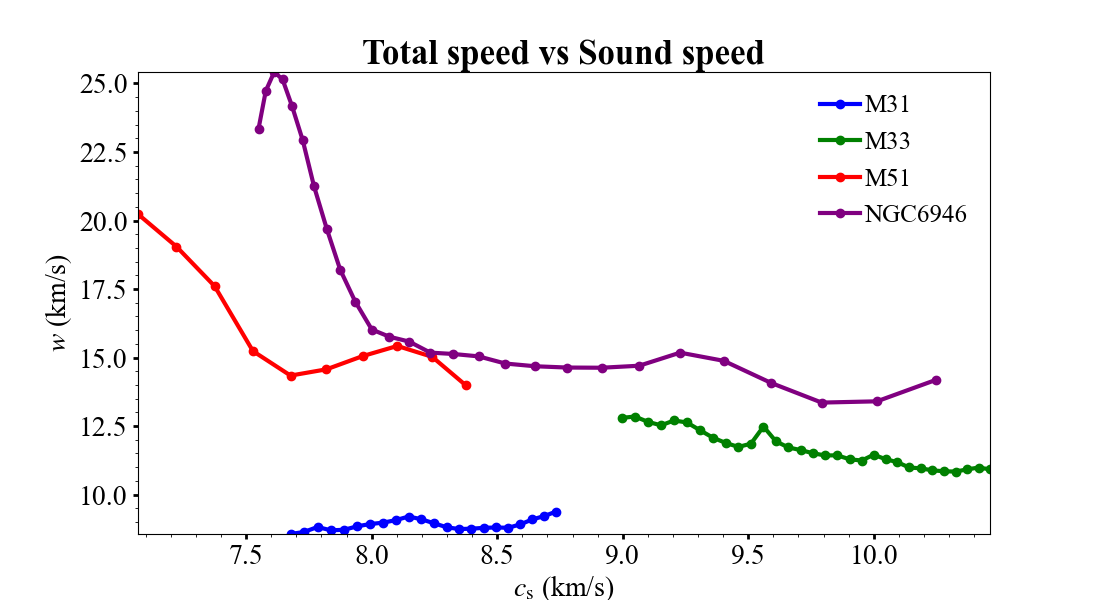 Total speed vs Sound speed
25.0
22.5
20.0
17.5
15.0
12.5
10.0
w (km/s)
M31
M33
M51
NGC6946
7.5 8.0 8.5 9.0 9.5 10.0
cs (km/s)